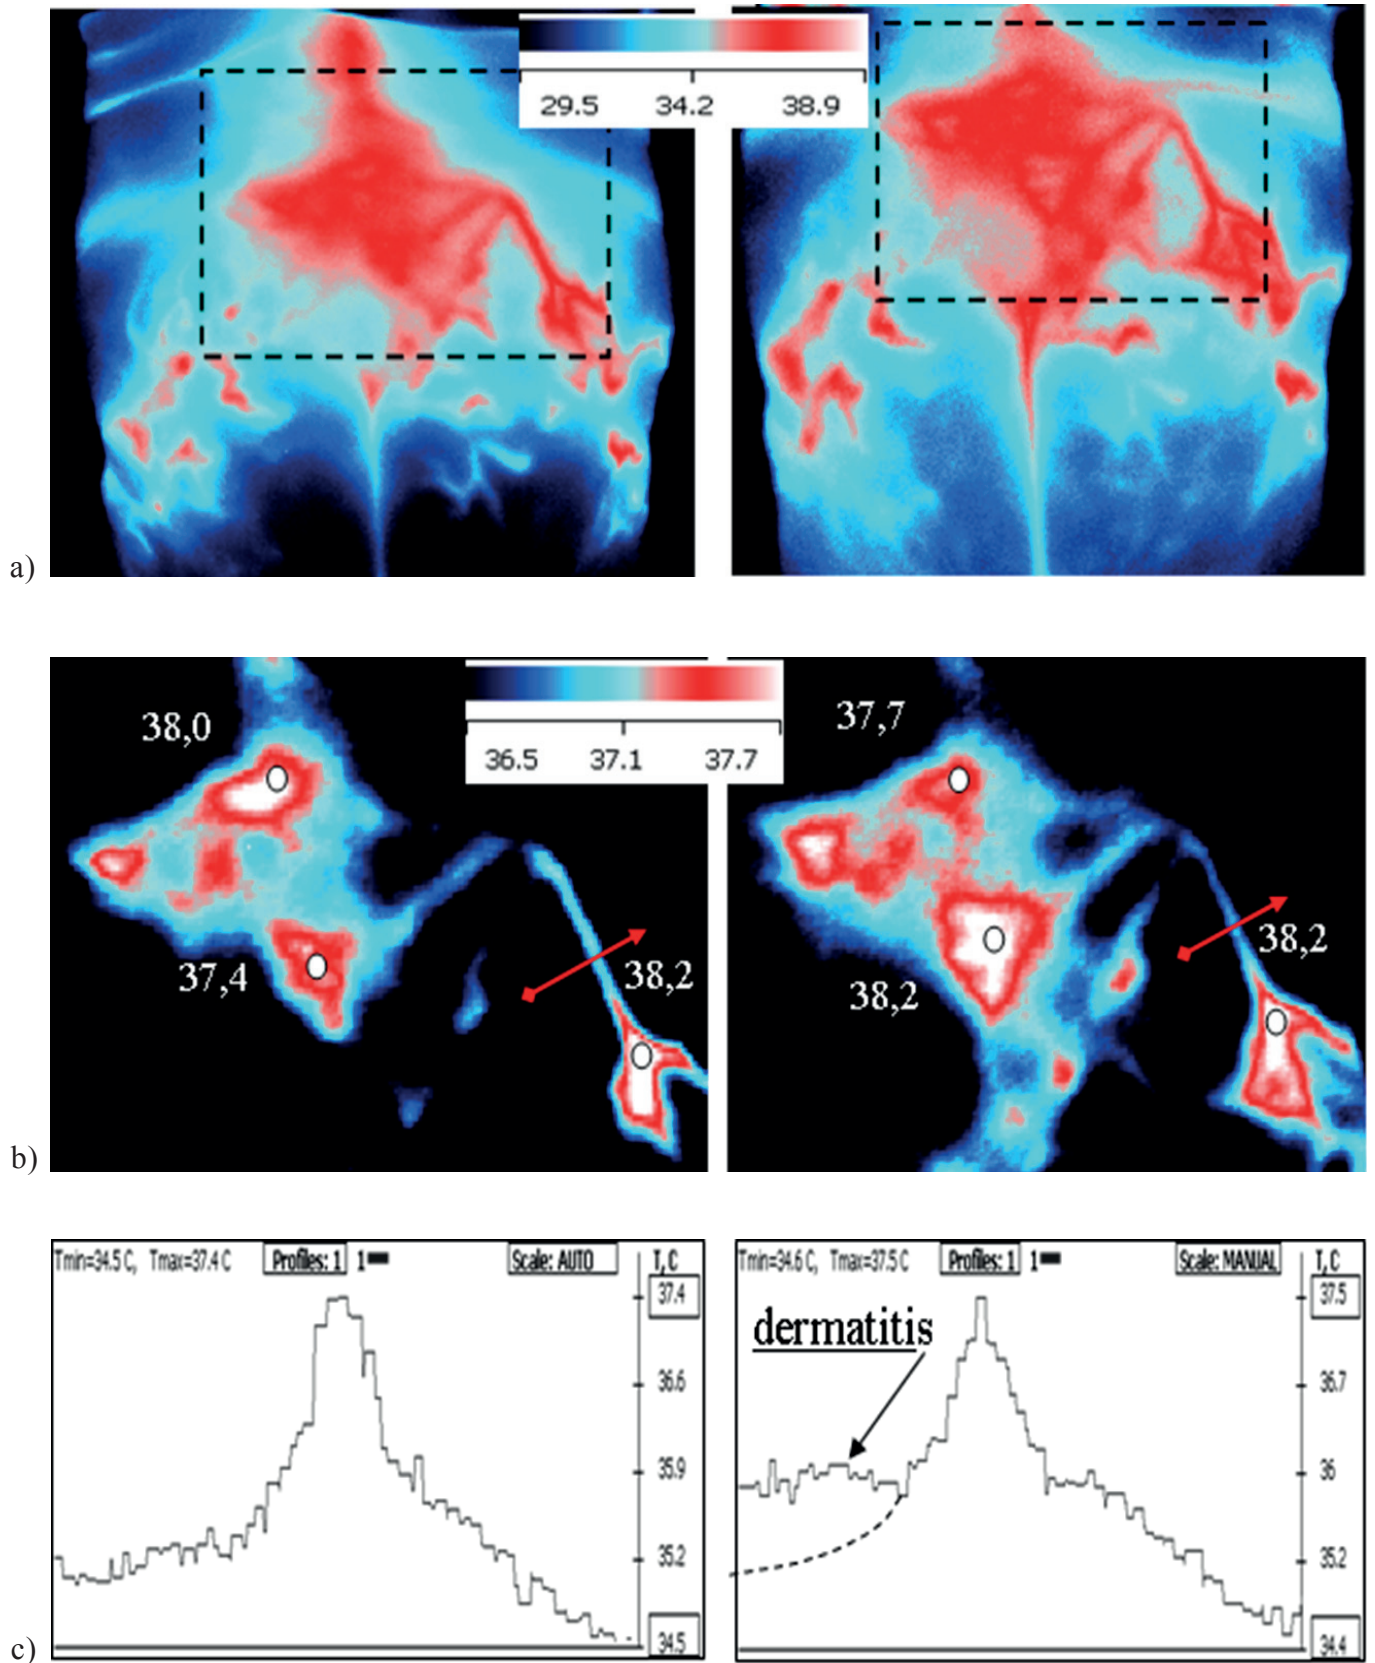 29.5 34.2 38.9
a)
38,0
37,7
36.5 37.1 37.7
37,4
38,2
38,2
38,2
b)
Tmin=34.5 C, Tmax=37.4 C Profiles: 1 1 Scale: AUTO T, C
37.4
36.6
35.9
35.2
34.5
Tmin=34.6 C, Tmax=37.5 C Profiles: 1 1 Scale: MANUAL T, C
37.5
dermatitis
36.7
36
35.2
34.4
c)